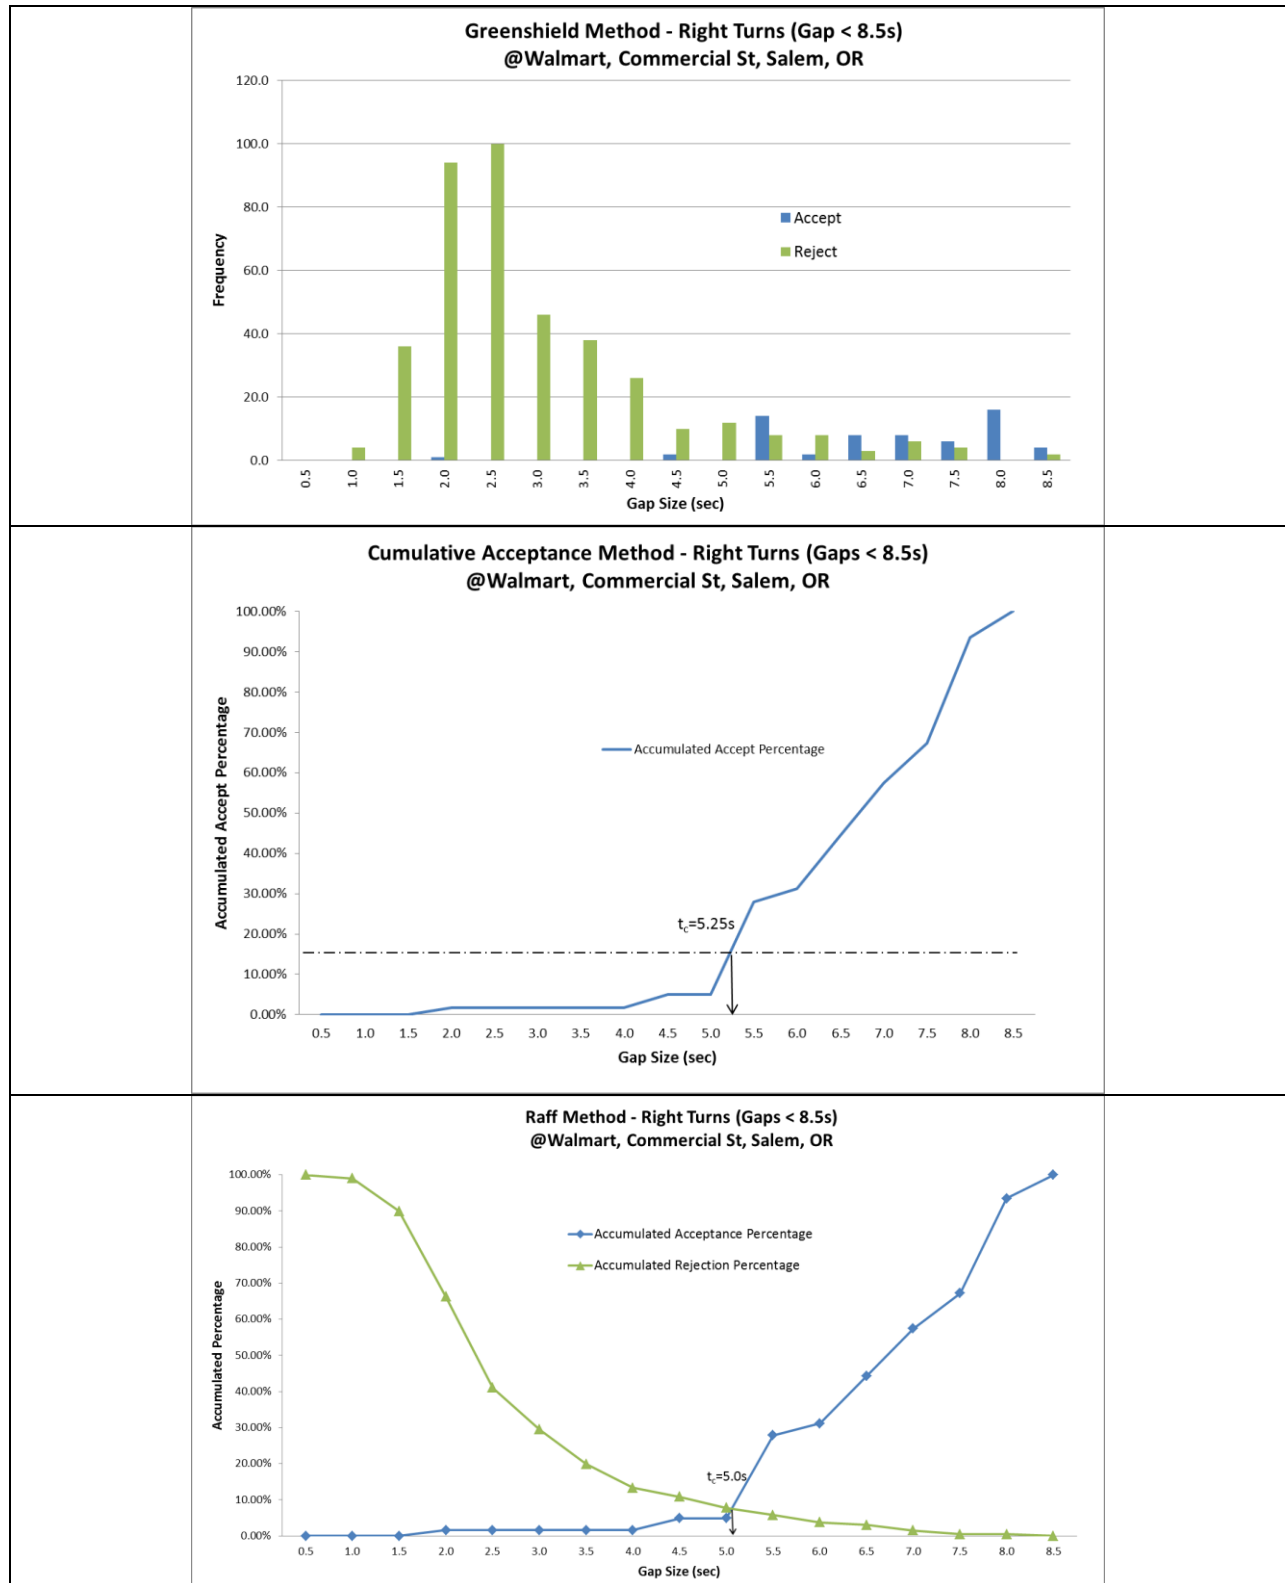 Greenshield Method - Right Turns (Gap < 8.5s)
@Walmart, Commercial St, Salem, OR
120.0
100.0
80.0
60.0
40.0
20.0
0.0
Frequency
Accept
Reject
0.5 1.0 1.5 2.0 2.5 3.0 3.5 4.0 4.5 5.0 5.5 6.0 6.5 7.0 7.5 8.0 8.5
Gap Size (sec)
Cumulative Acceptance Method - Right Turns (Gaps < 8.5s)
@Walmart, Commercial St, Salem, OR
100.00%
90.00%
80.00%
70.00%
60.00%
50.00%
40.00%
30.00%
20.00%
10.00%
0.00%
Accumulated Accept Percentage
Accumulated Accept Percentage
tc=5.25s
0.5 1.0 1.5 2.0 2.5 3.0 3.5 4.0 4.5 5.0 5.5 6.0 6.5 7.0 7.5 8.0 8.5
Gap Size (sec)
Raff Method - Right Turns (Gaps < 8.5s)
@Walmart, Commercial St, Salem, OR
100.00%
90.00%
80.00%
70.00%
60.00%
50.00%
40.00%
30.00%
20.00%
10.00%
0.00%
Accumulated Percentage
Accumulated Acceptance Percentage
Accumulated Rejection Percentage
tc=5.0s
0.5 1.0 1.5 2.0 2.5 3.0 3.5 4.0 4.5 5.0 5.5 6.0 6.5 7.0 7.5 8.0 8.5
Gap Size (sec)